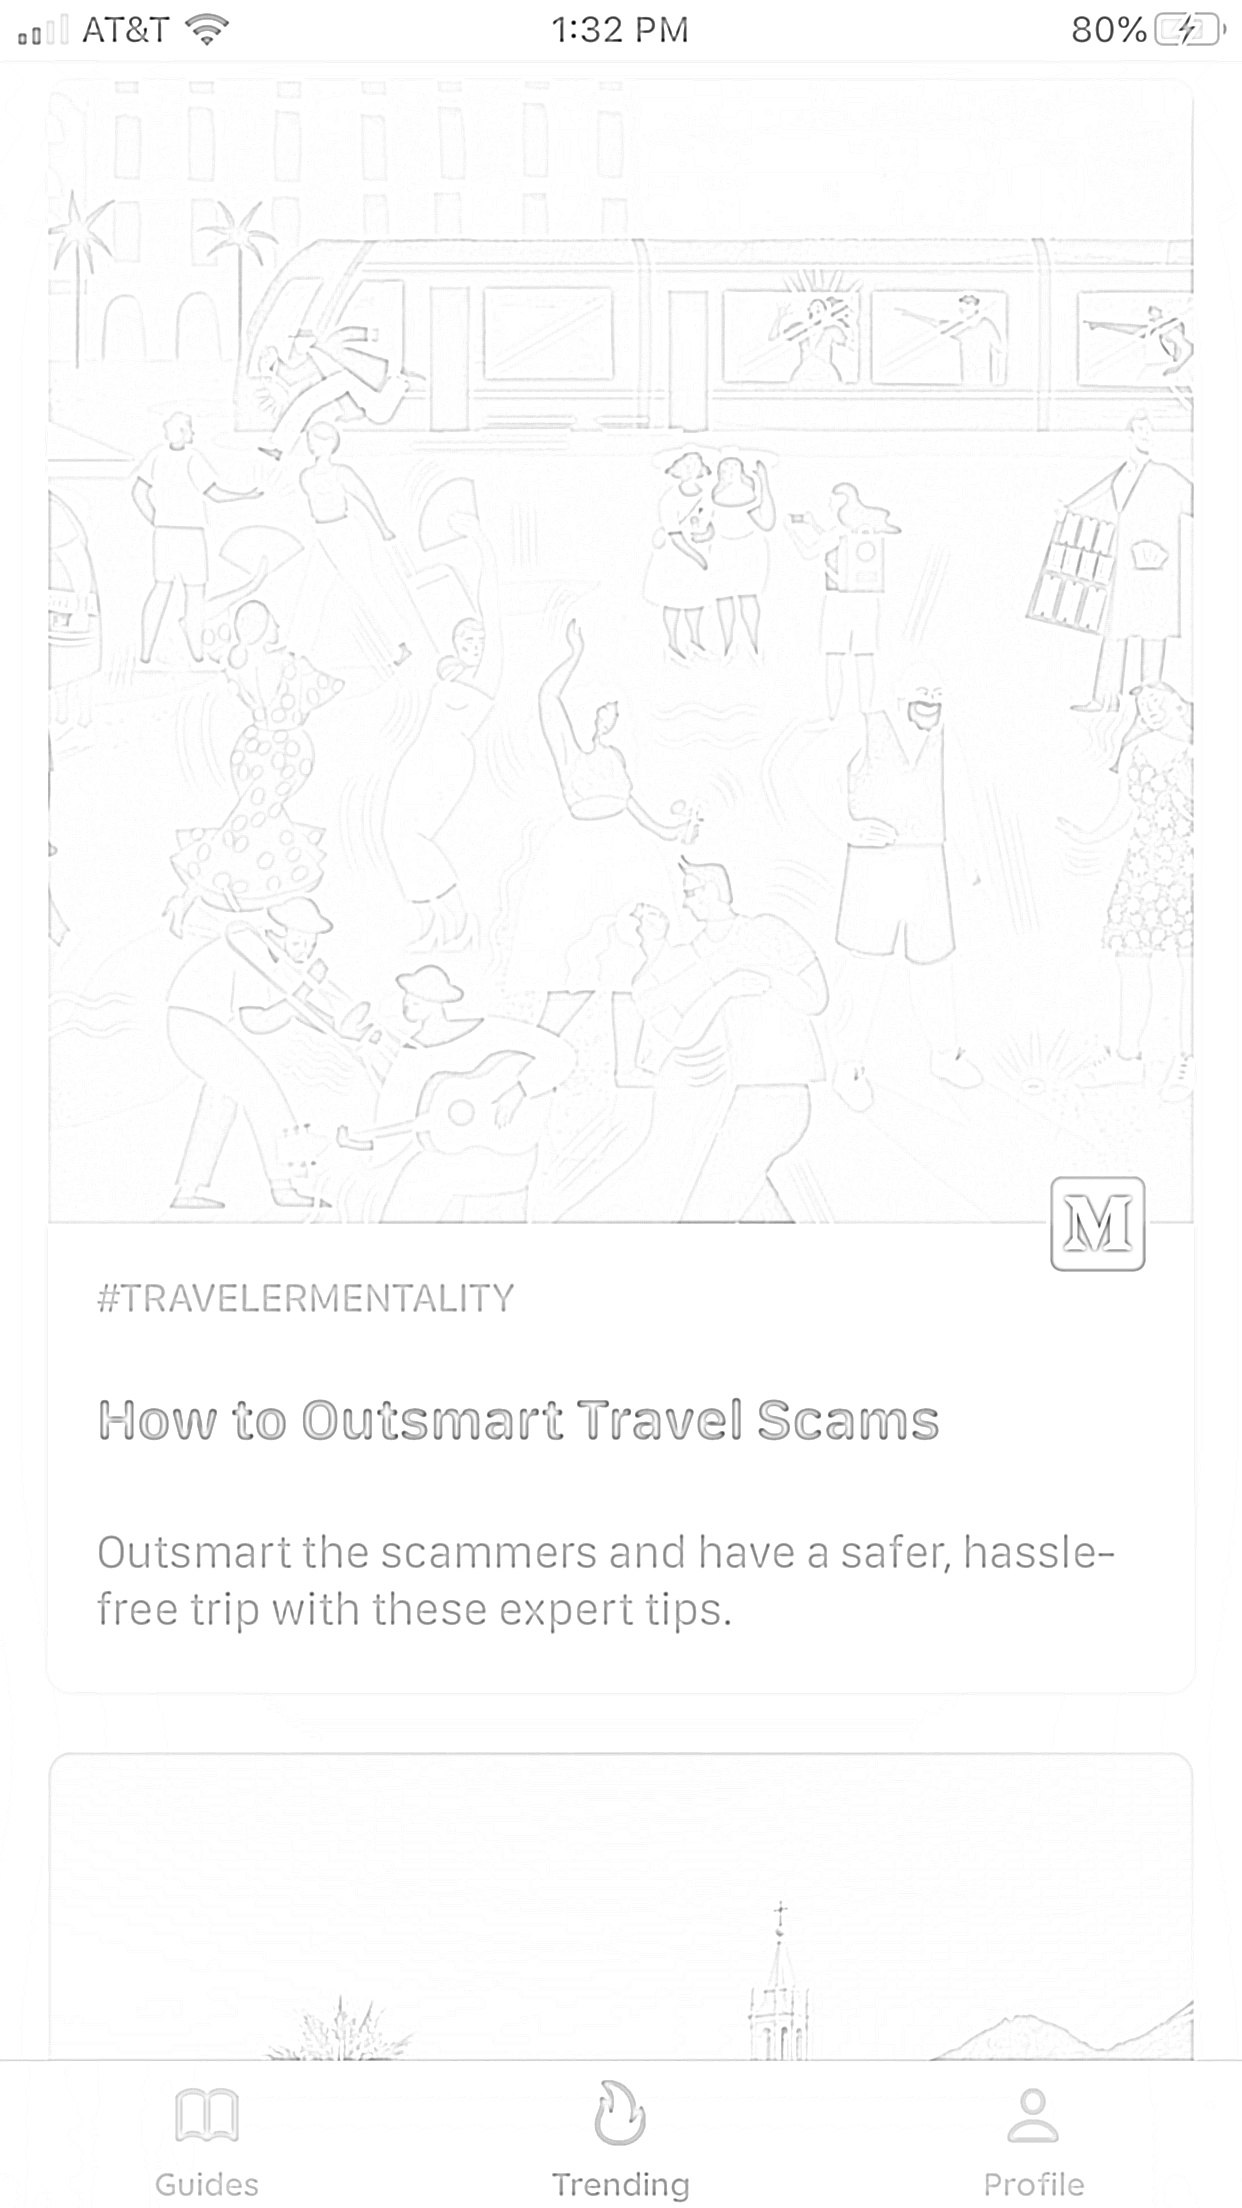 AT&T 1:32 PM 80%
M
#TRAVELERMENTALITY
How to Outsmart Travel Scams
Outsmart the scammers and have a safer, hassle-
free trip with these expert tips.
Guides Trending Profile